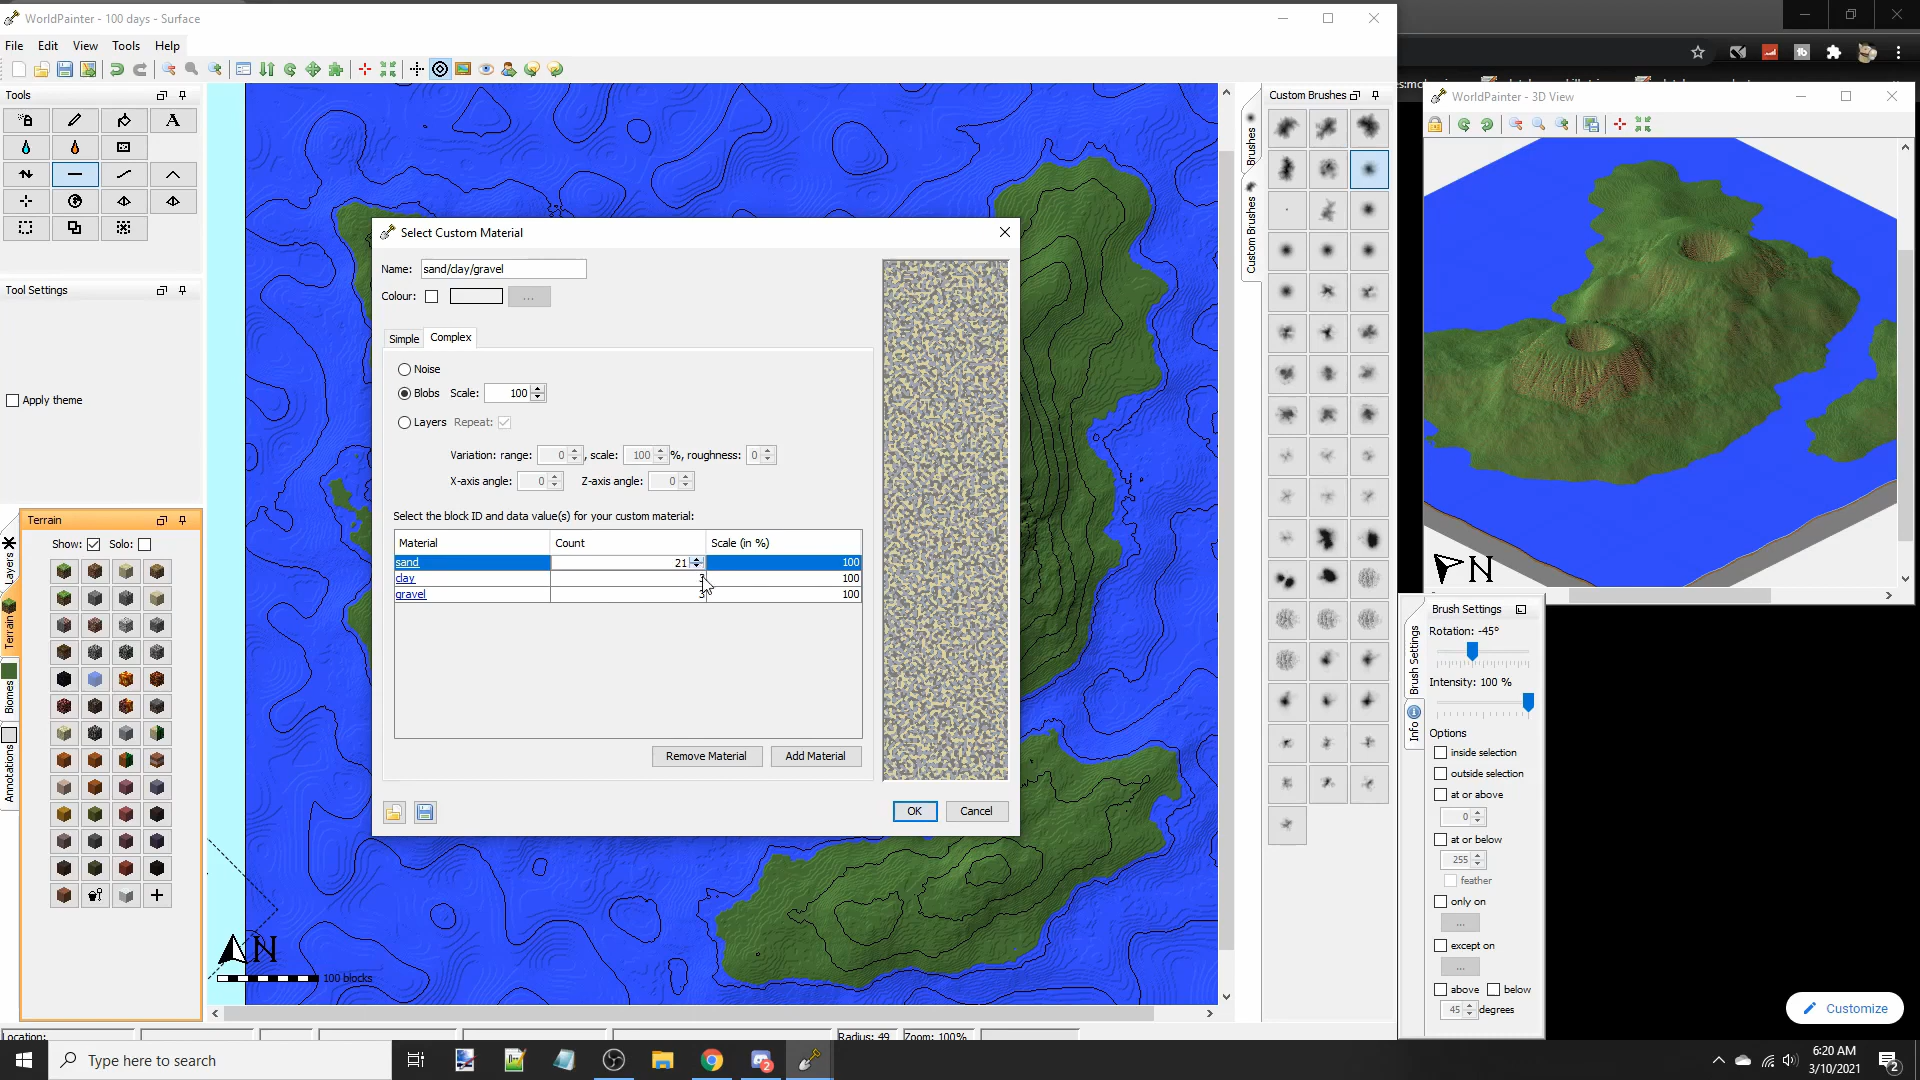 WorldPainter - 100 days - Surface
File Edit View Tools Help
Tools
Tool Settings
Apply theme
Terrain
Show: Solo:
Layers
Terrain
Biomes
Annotations
N
100 blocks
Select Custom Material
Name: sand/clay/gravel
Colour: ...
Simple Complex
Noise
Blobs Scale: 100
Layers Repeat:
Variation: range: 0 , scale: 100 %, roughness: 0
X-axis angle: 0 Z-axis angle: 0
Select the block ID and data value(s) for your custom material:
Material Count Scale (in %)
sand 21 100
clay 100
gravel 100
Remove Material Add Material
OK Cancel
Brushes
Custom Brushes
Custom Brushes
WorldPainter - 3D View
N
Brush Settings
Brush Settings
Info
Rotation: -45°
Intensity: 100 %
Options
inside selection
outside selection
at or above
0
at or below
255
feather
only on
...
except on
...
above below
45 degrees
Customize
Location:
Radius: 49 Zoom: 100%
Type here to search
2
6:20 AM
3/10/2021
2